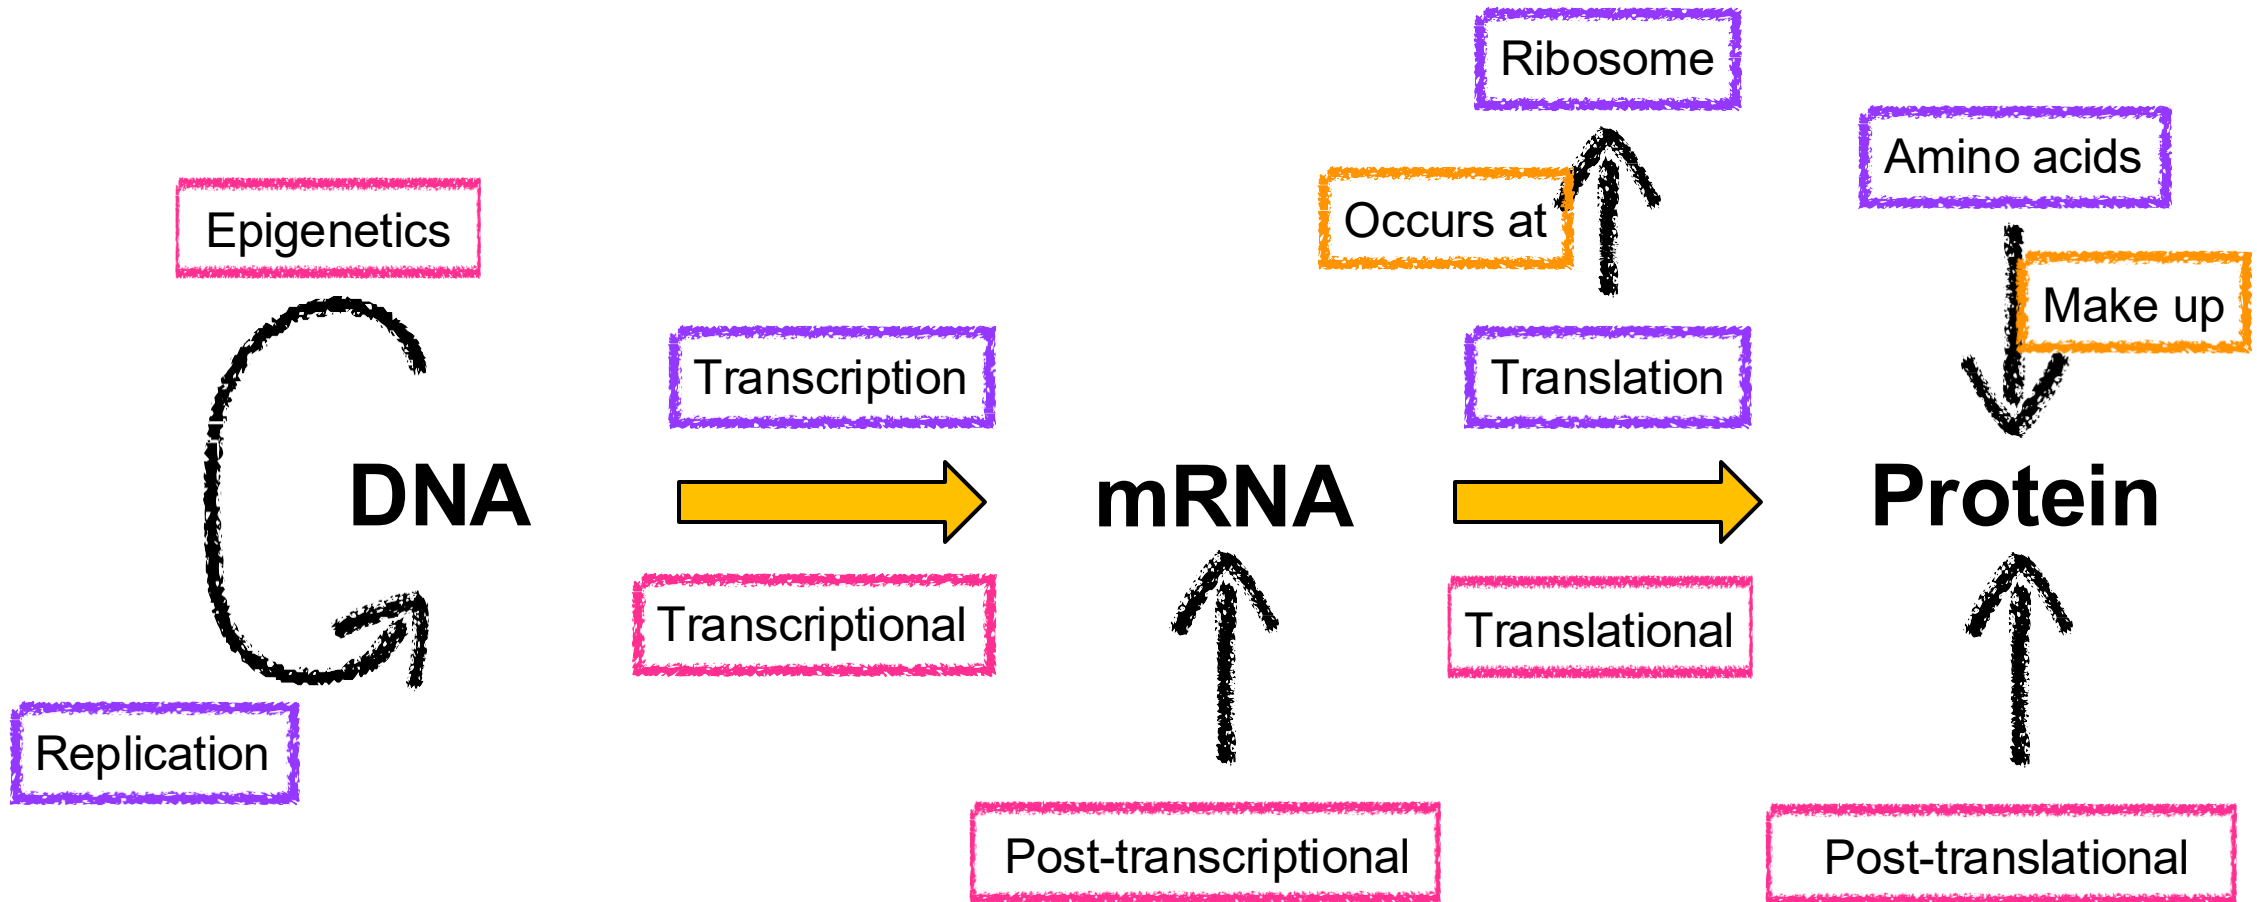 Ribosome
Amino acids
Epigenetics
Occurs at
Make up
Transcription
Translation
DNA
mRNA
Protein
Transcriptional
Translational
Replication
Post-transcriptional
Post-translational